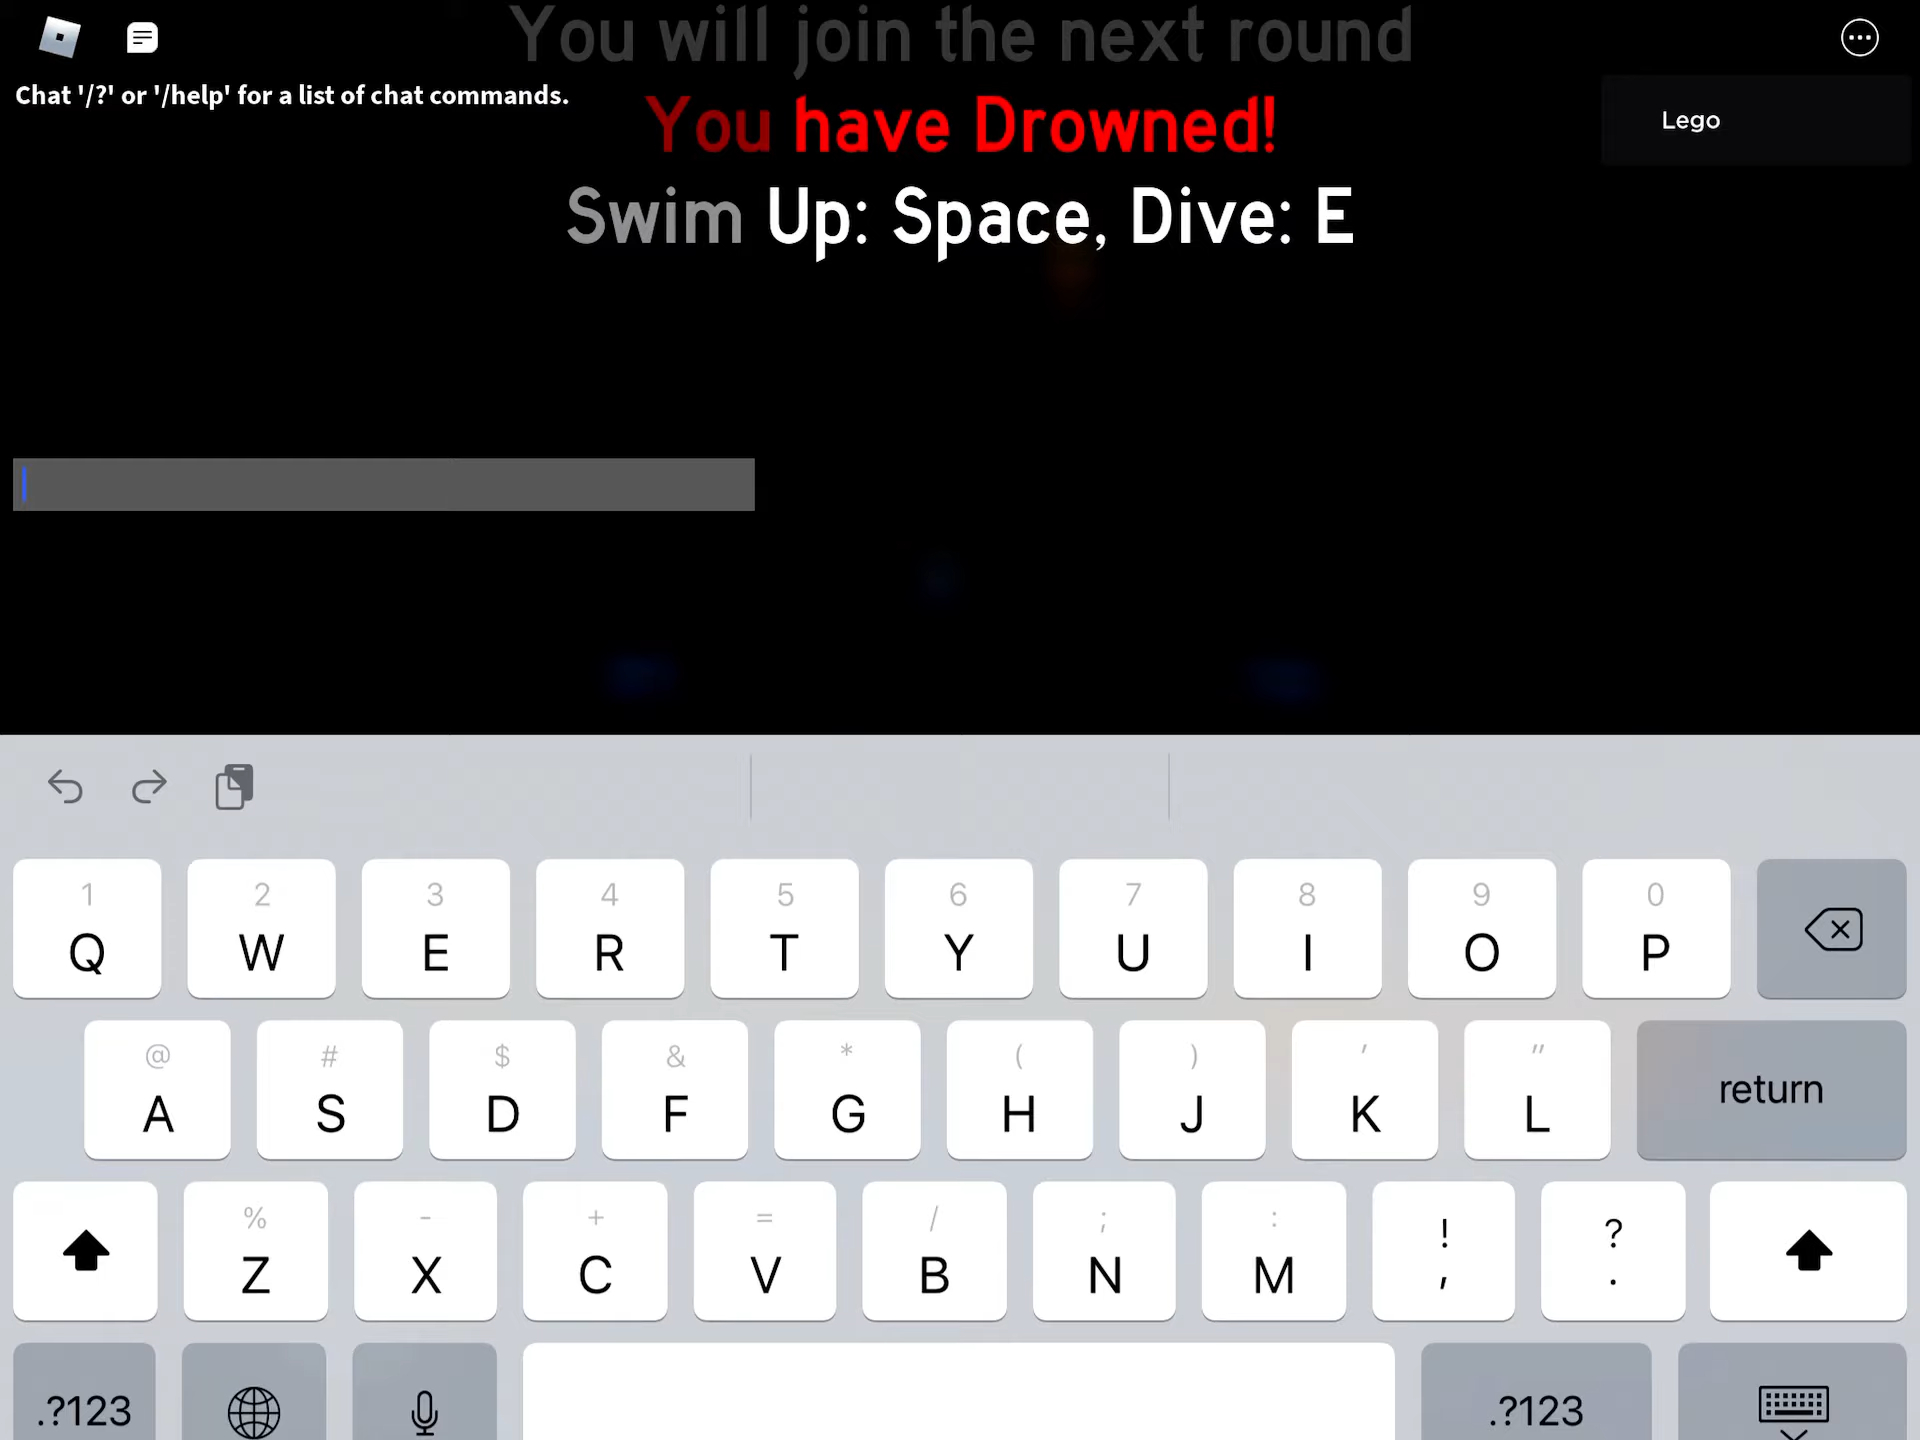 You will join the next round
Chat '/?' or '/help' for a list of chat commands.
You have Drowned!
Lego
Swim Up: Space, Dive: E
1 2 3 4 5 6 7 8 9 0
Q W E R T Y U I O P
@ # $ & * ( ) ' "
A S D F G H J K L return
% - + = / ; : ! ?
Z X C V B N M , .
.?123 .?123